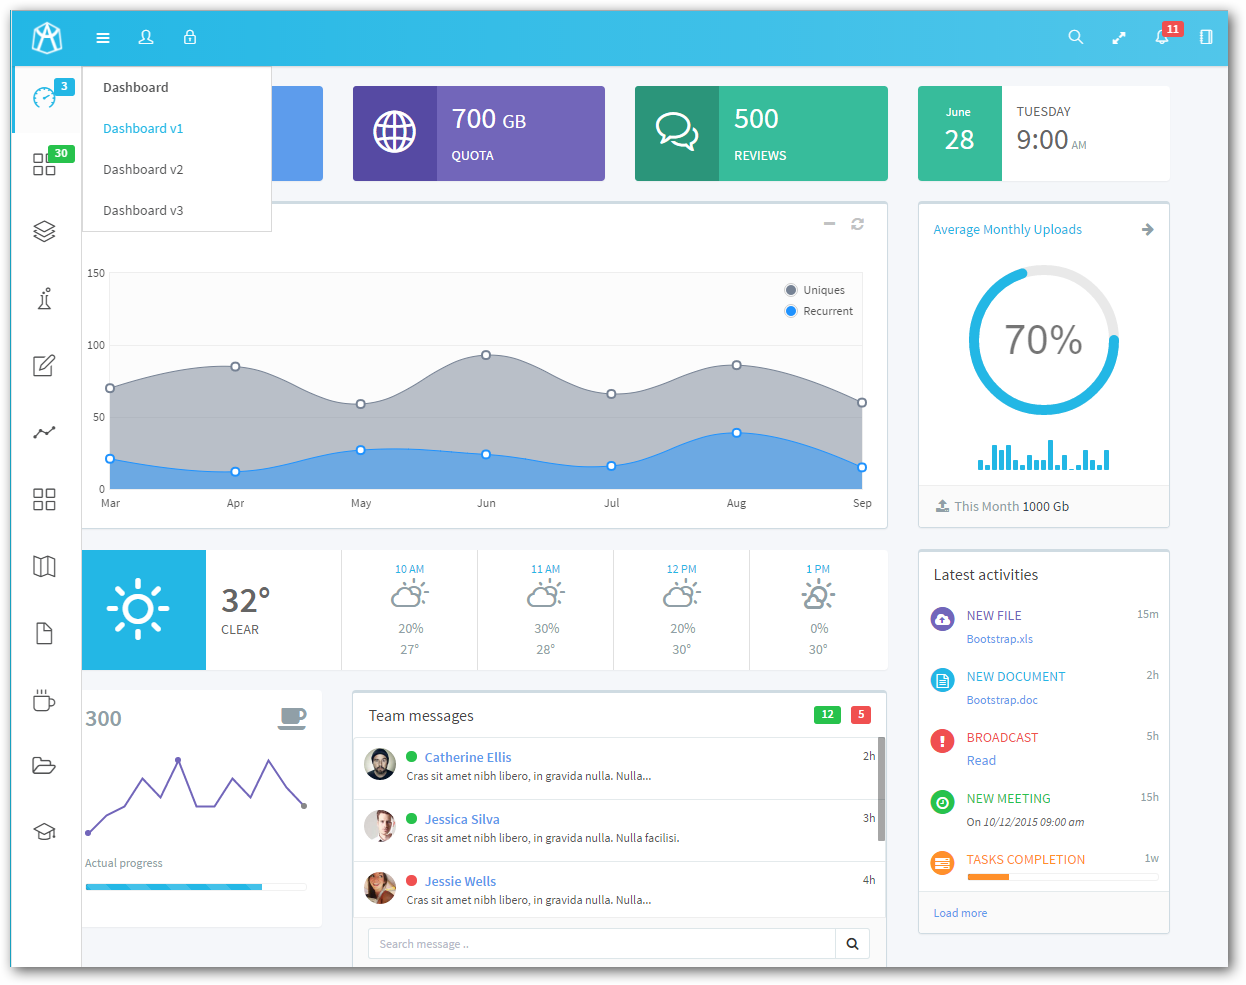 11
3
30
Dashboard
Dashboard v1
Dashboard v2
Dashboard v3
700 GB
QUOTA
500
REVIEWS
June
28
TUESDAY
9:00 AM
150
100
50
0
Uniques
Recurrent
Mar Apr May Jun Jul Aug Sep
Average Monthly Uploads
70%
This Month 1000 Gb
32°
CLEAR
10 AM
20%
27°
11 AM
30%
28°
12 PM
20%
30°
1 PM
0%
30°
300
Actual progress
Team messages
12
5
Catherine Ellis
2h
Cras sit amet nibh libero, in gravida nulla. Nulla...
Jessica Silva
3h
Cras sit amet nibh libero, in gravida nulla. Nulla facilisi.
Jessie Wells
4h
Cras sit amet nibh libero, in gravida nulla. Nulla...
Search message ..
Latest activities
NEW FILE
15m
Bootstrap.xls
NEW DOCUMENT
2h
Bootstrap.doc
BROADCAST
5h
Read
NEW MEETING
15h
On 10/12/2015 09:00 am
TASKS COMPLETION
1w
Load more